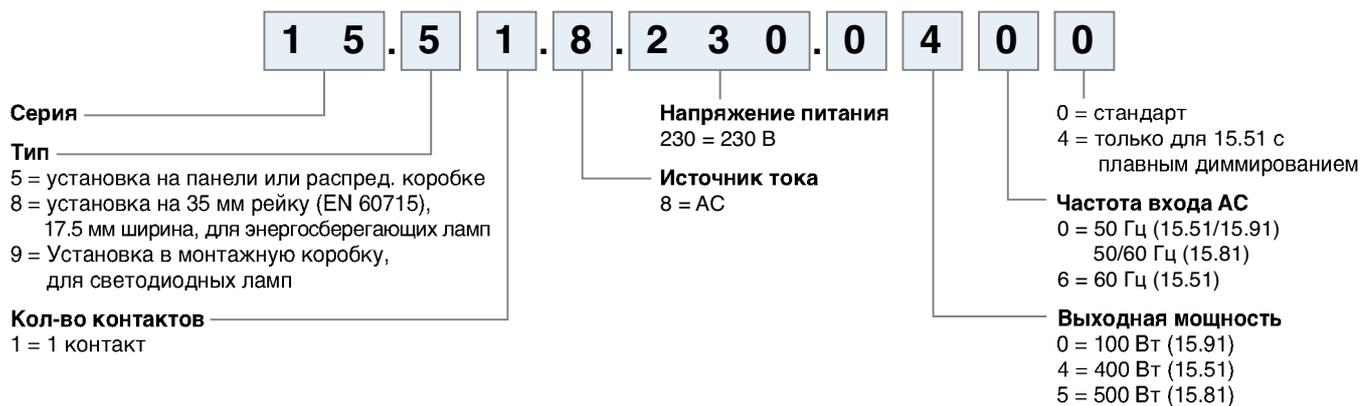 1 5 . 5 1 . 8 . 2 3 0 . 0 4 0 0
Серия
Тип
5 = установка на панели или распред. коробке
8 = установка на 35 мм рейку (EN 60715),
17.5 мм ширина, для энергосберегающих ламп
9 = Установка в монтажную коробку,
для светодиодных ламп
Кол-во контактов
1 = 1 контакт
Напряжение питания
230 = 230 В
Источник тока
8 = AC
0 = стандарт
4 = только для 15.51 с
плавным диммированием
Частота входа АС
0 = 50 Гц (15.51/15.91)
50/60 Гц (15.81)
6 = 60 Гц (15.51)
Выходная мощность
0 = 100 Вт (15.91)
4 = 400 Вт (15.51)
5 = 500 Вт (15.81)